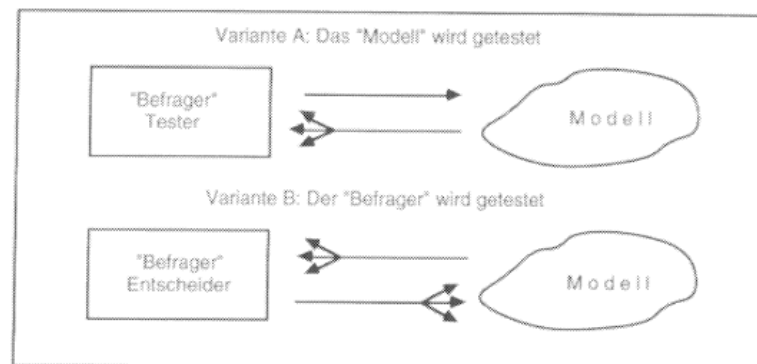 Variante A: Das "Modell" wird getestet
"Befrager"
Tester
Modell
Variante B: Der "Befrager" wird getestet
"Befrager"
Entscheider
Modell